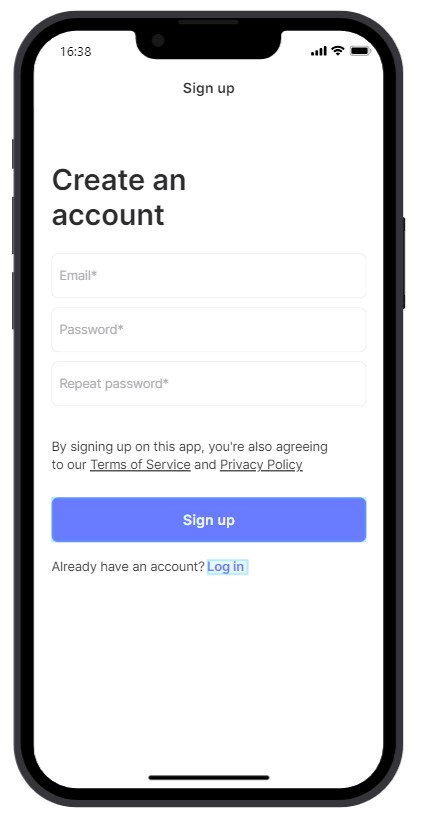 16:38
Sign up
Create an
account
Email*
Password*
Repeat password*
By signing up on this app, you're also agreeing
to our Terms of Service and Privacy Policy
Sign up
Already have an account? Log in